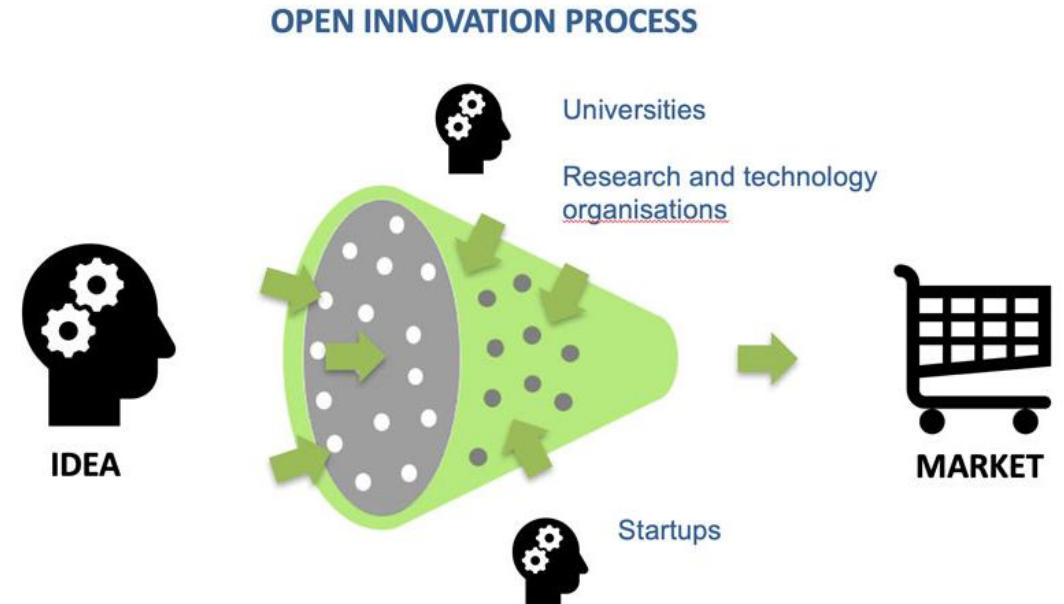 OPEN INNOVATION PROCESS
Universities
Research and technology
organisations
IDEA
MARKET
Startups